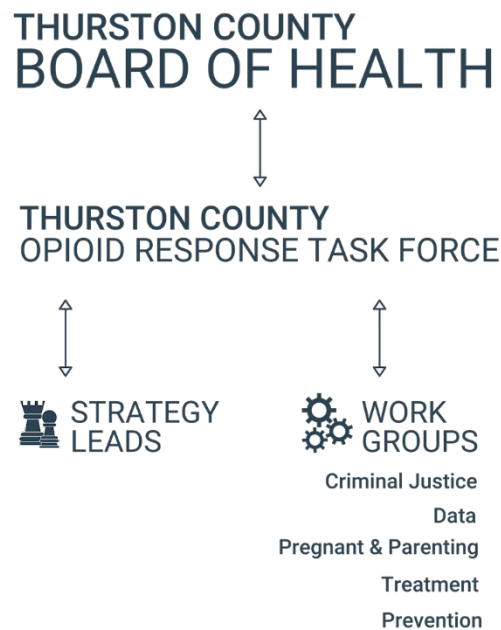 THURSTON COUNTY
BOARD OF HEALTH
THURSTON COUNTY
OPIOID RESPONSE TASK FORCE
STRATEGY
LEADS
WORK
GROUPS
Criminal Justice
Data
Pregnant & Parenting
Treatment
Prevention